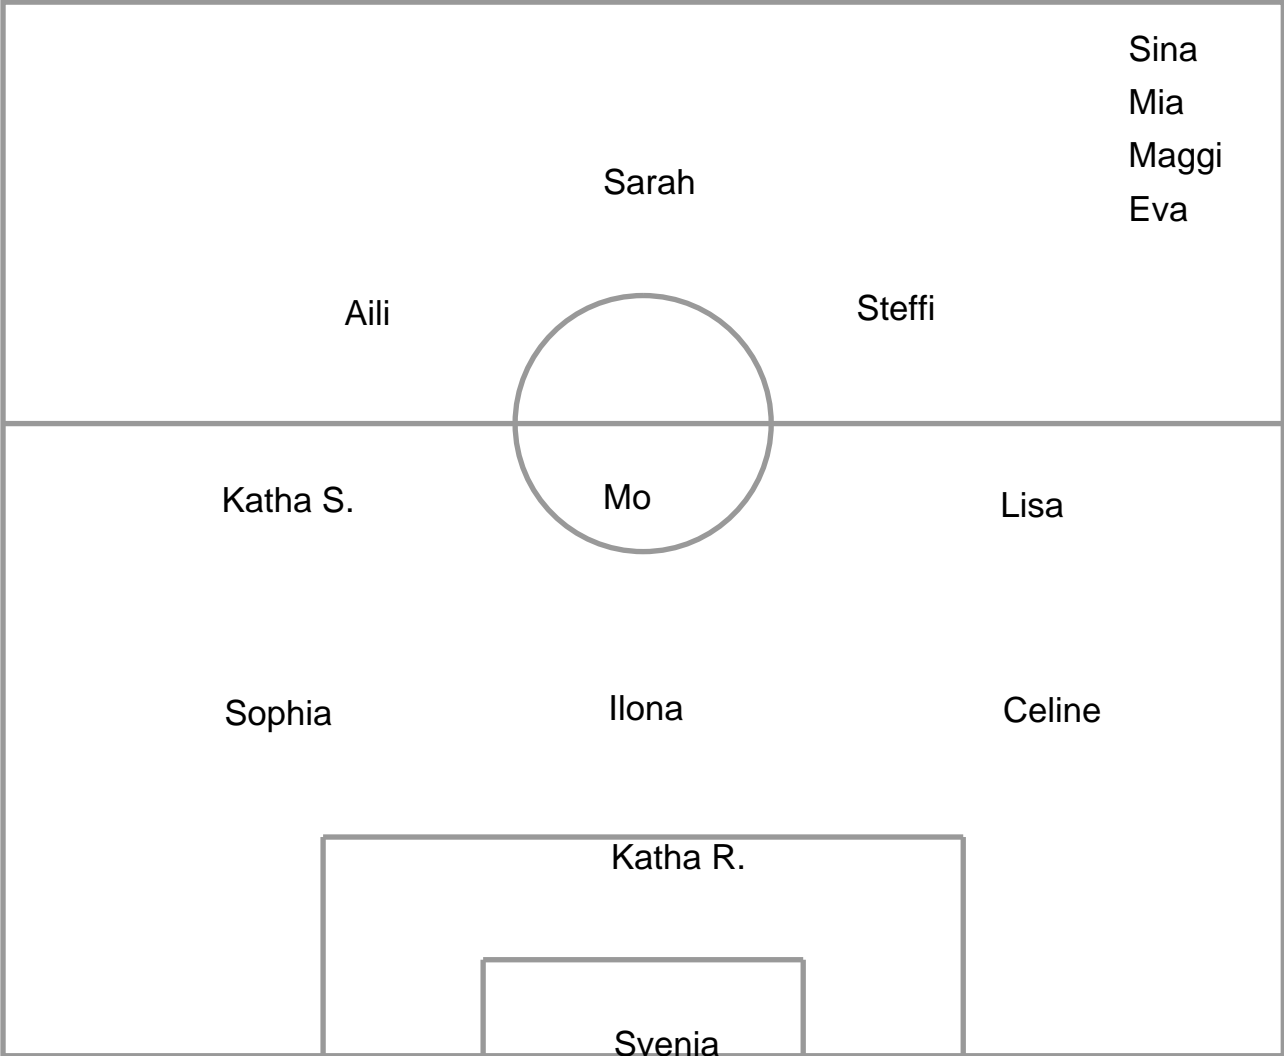 Sina
Mia
Maggi
Eva
Sarah
Aili
Steffi
Katha S.
Mo
Lisa
Sophia
Ilona
Celine
Katha R.
Svenja